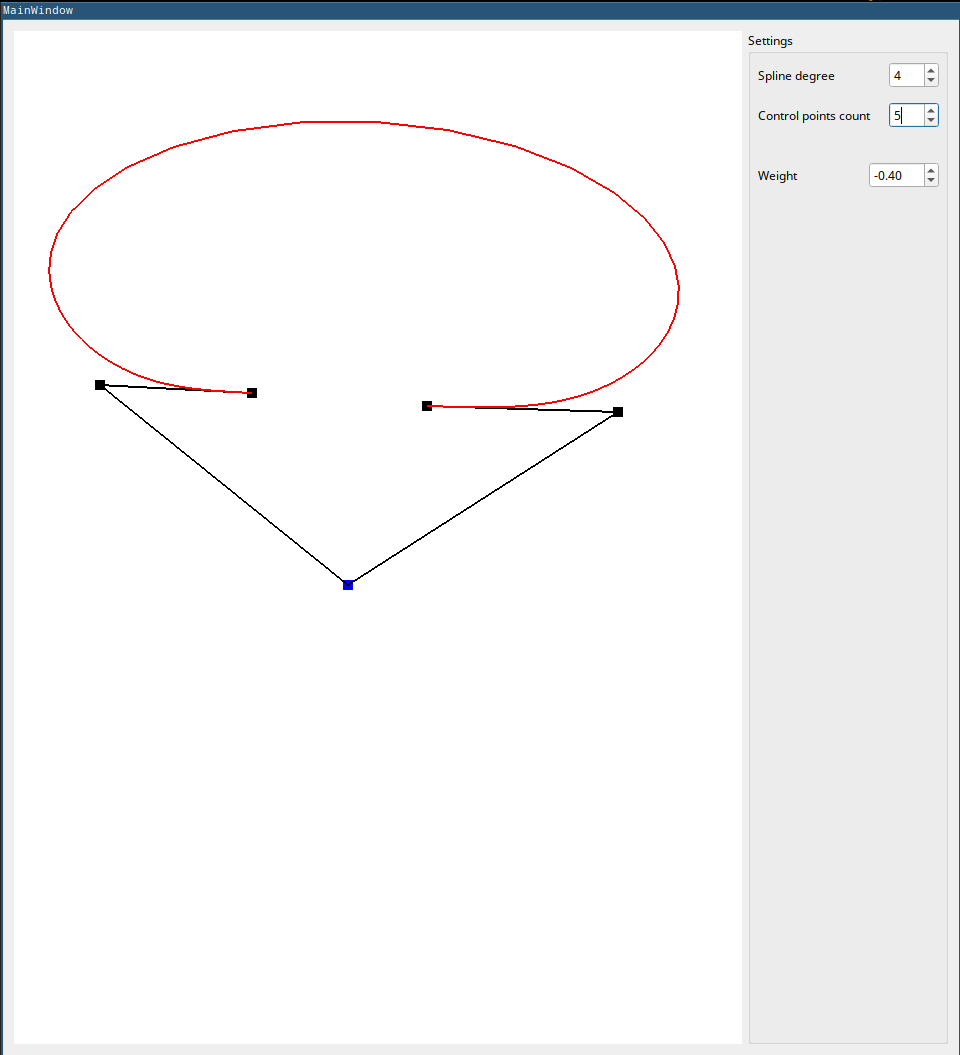 MainWindow
Settings
Spline degree 4
Control points count 5
Weight -0.40